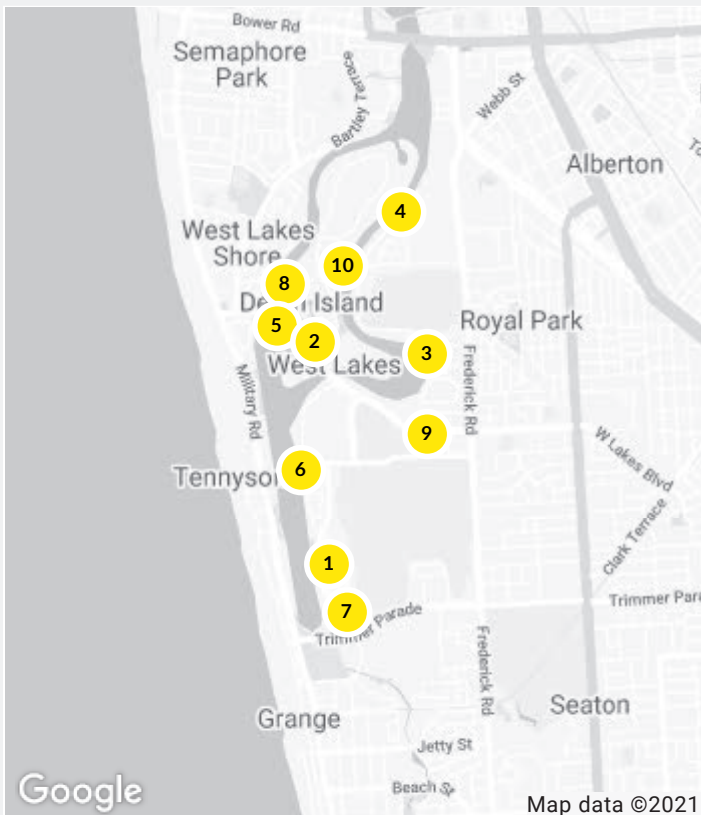 Bower Rd
Semaphore
Park
Bartley Terrace
Webb St
Alberton
4
West Lakes
Shore
10
8
Island
5
Royal Park
2
3
West Lakes
Military Rd
Frederick Rd
9
W Lakes Blvd
6
Tennyso
Clark Terrace
1
7
Trimmer Para
Trimmer Parade
Frederick Rd
Seaton
Grange
Jetty St
Beach
Google
Map data ©2021